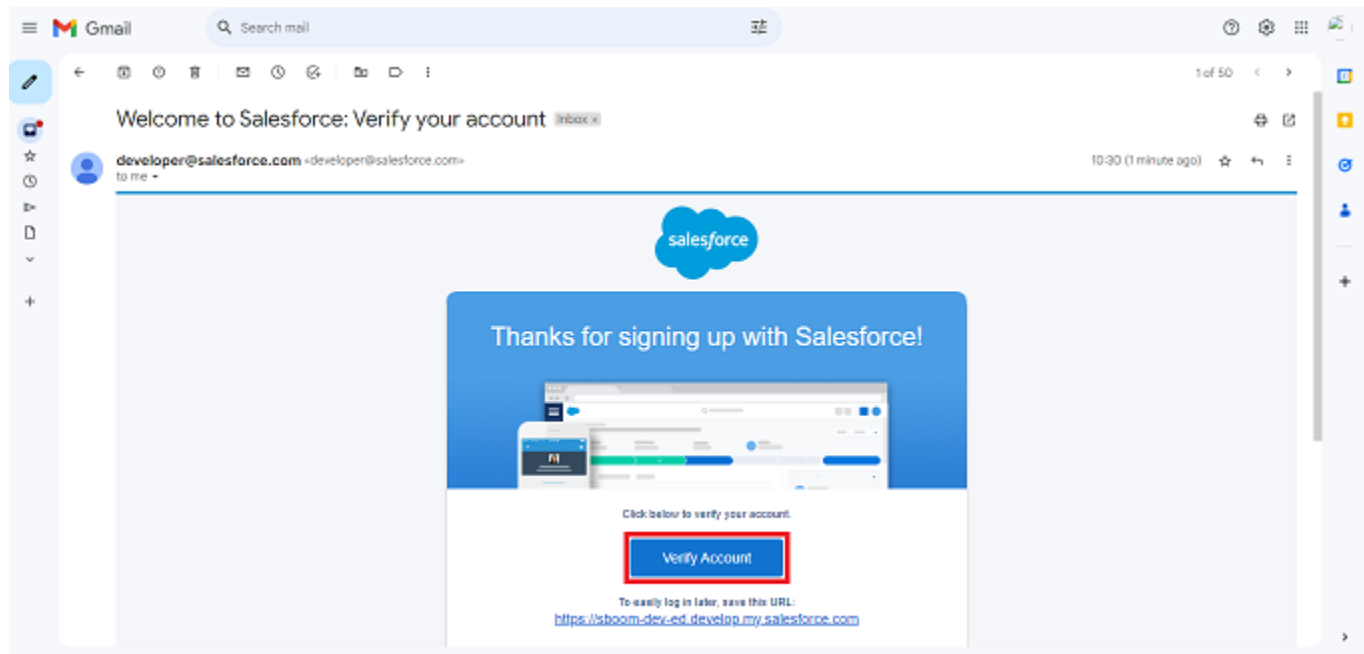 Gmail
Search mail
1 of 50
Welcome to Salesforce: Verify your account
Inbox ×
developer@salesforce.com <developer@salesforce.com>
10:30 (1 minute ago)
to me
salesforce
Thanks for signing up with Salesforce!
Click below to verify your account.
Verify Account
To easily log in later, save this URL:
https://sboom-dev-ed.develop.my.salesforce.com